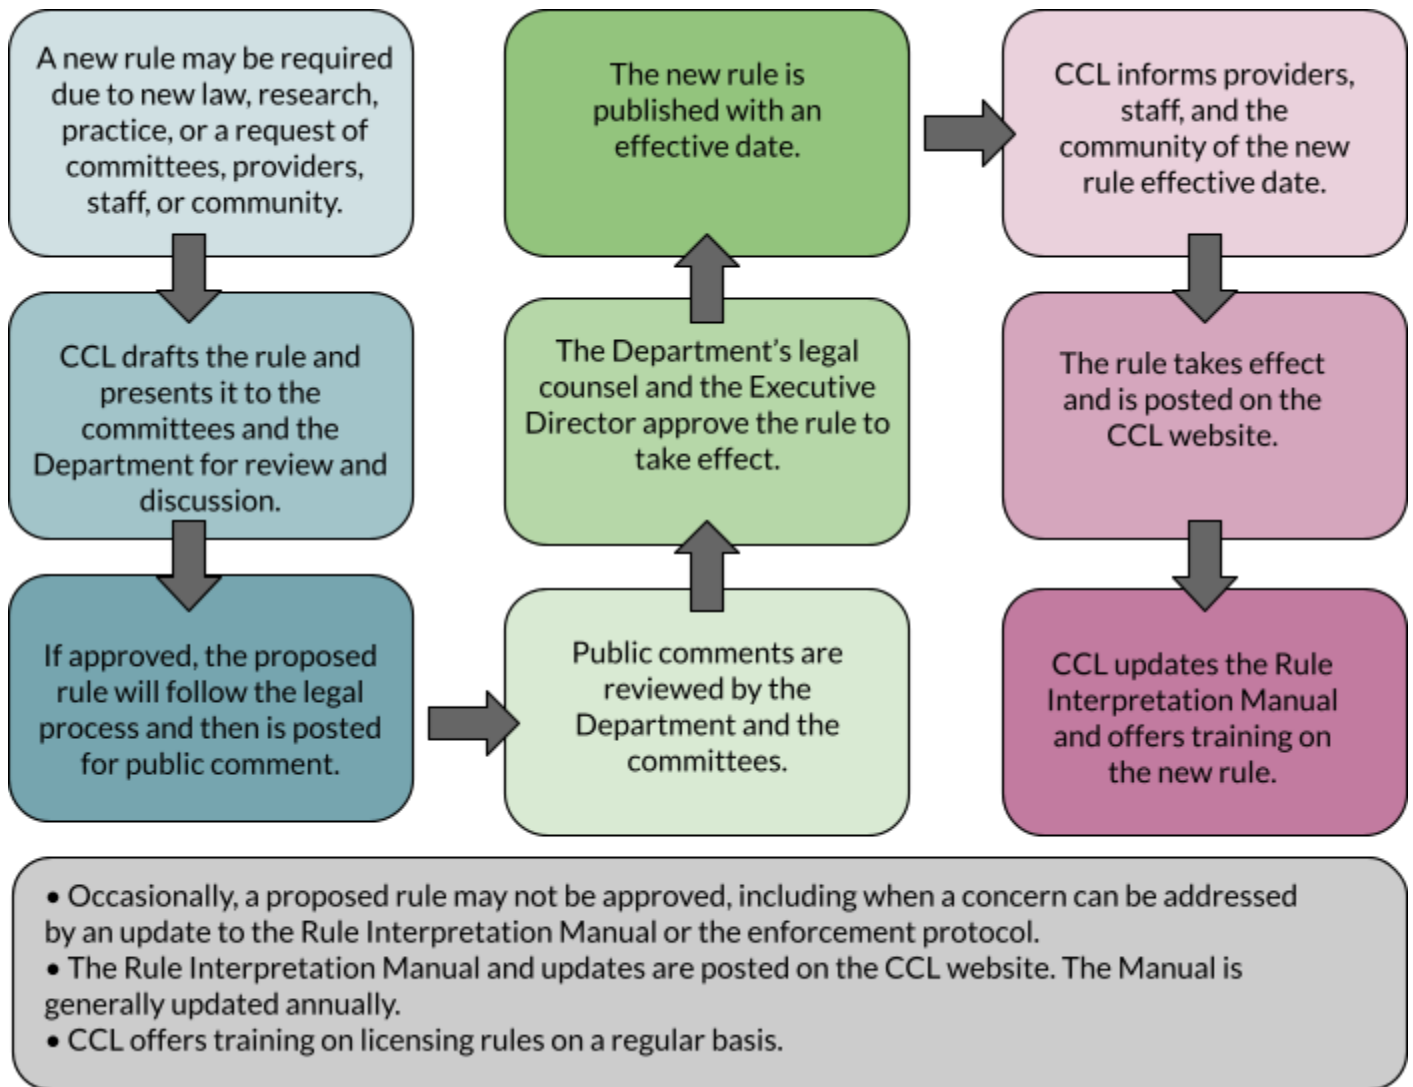 A new rule may be required
due to new law, research,
practice, or a request of
committees, providers,
staff, or community.
CCL drafts the rule and
presents it to the
committees and the
Department for review and
discussion.
If approved, the proposed
rule will follow the legal
process and then is posted
for public comment.
Public comments are
reviewed by the
Department and the
committees.
The Department’s legal
counsel and the Executive
Director approve the rule to
take effect.
The new rule is
published with an
effective date.
CCL informs providers,
staff, and the
community of the new
rule effective date.
The rule takes effect
and is posted on the
CCL website.
CCL updates the Rule
Interpretation Manual
and offers training on
the new rule.
• Occasionally, a proposed rule may not be approved, including when a concern can be addressed
by an update to the Rule Interpretation Manual or the enforcement protocol.
• The Rule Interpretation Manual and updates are posted on the CCL website. The Manual is
generally updated annually.
• CCL offers training on licensing rules on a regular basis.